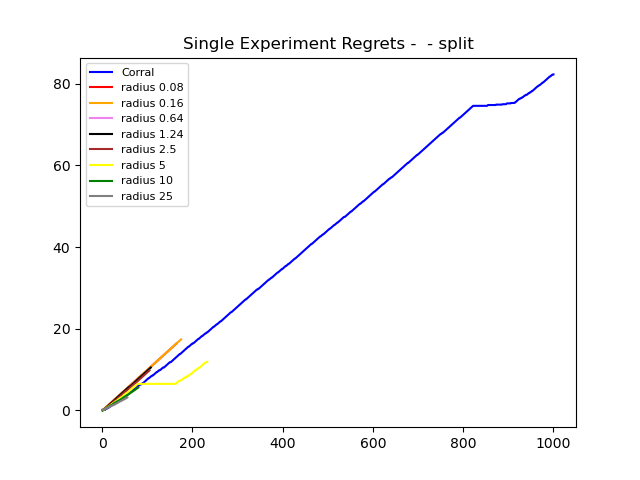 Single Experiment Regrets -  - split
Corral
radius 0.08
radius 0.16
radius 0.64
radius 1.24
radius 2.5
radius 5
radius 10
radius 25
80
60
40
20
0
0 200 400 600 800 1000